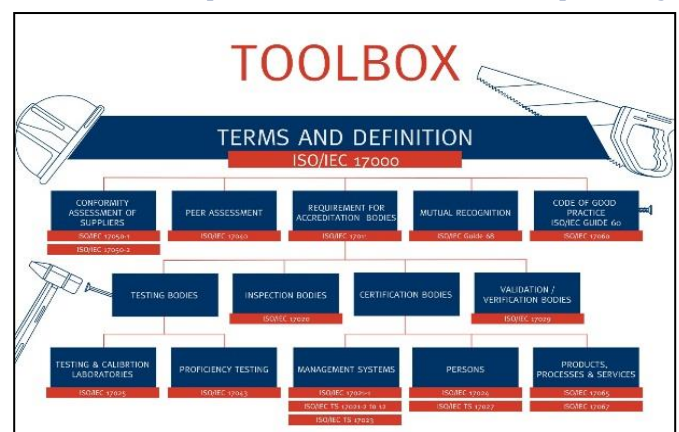 TOOLBOX
TERMS AND DEFINITION
ISO/IEC 17000
CONFORMITY
ASSESSMENT OF
SUPPLIERS
ISO/IEC 17050-1
ISO/IEC 17050-2
PEER ASSESSMENT
ISO/IEC 17040
REQUIREMENT FOR
ACCREDITATION BODIES
ISO/IEC 17011
MUTUAL RECOGNITION
ISO/IEC Guide 68
CODE OF GOOD
PRACTICE
ISO/IEC GUIDE 60
ISO/IEC 17060
TESTING BODIES
INSPECTION BODIES
ISO/IEC 17020
CERTIFICATION BODIES
VALIDATION /
VERIFICATION BODIES
ISO/IEC 17029
TESTING & CALIBRTION
LABORATORIES
ISO/IEC 17025
PROFICIENCY TESTING
ISO/IEC 17043
MANAGEMENT SYSTEMS
ISO/IEC 17021-1
ISO/IEC TS 17021-2 to 12
ISO/IEC TS 17023
PERSONS
ISO/IEC 17024
ISO/IEC TS 17027
PRODUCTS,
PROCESSES & SERVICES
ISO/IEC 17065
ISO/IEC 17067